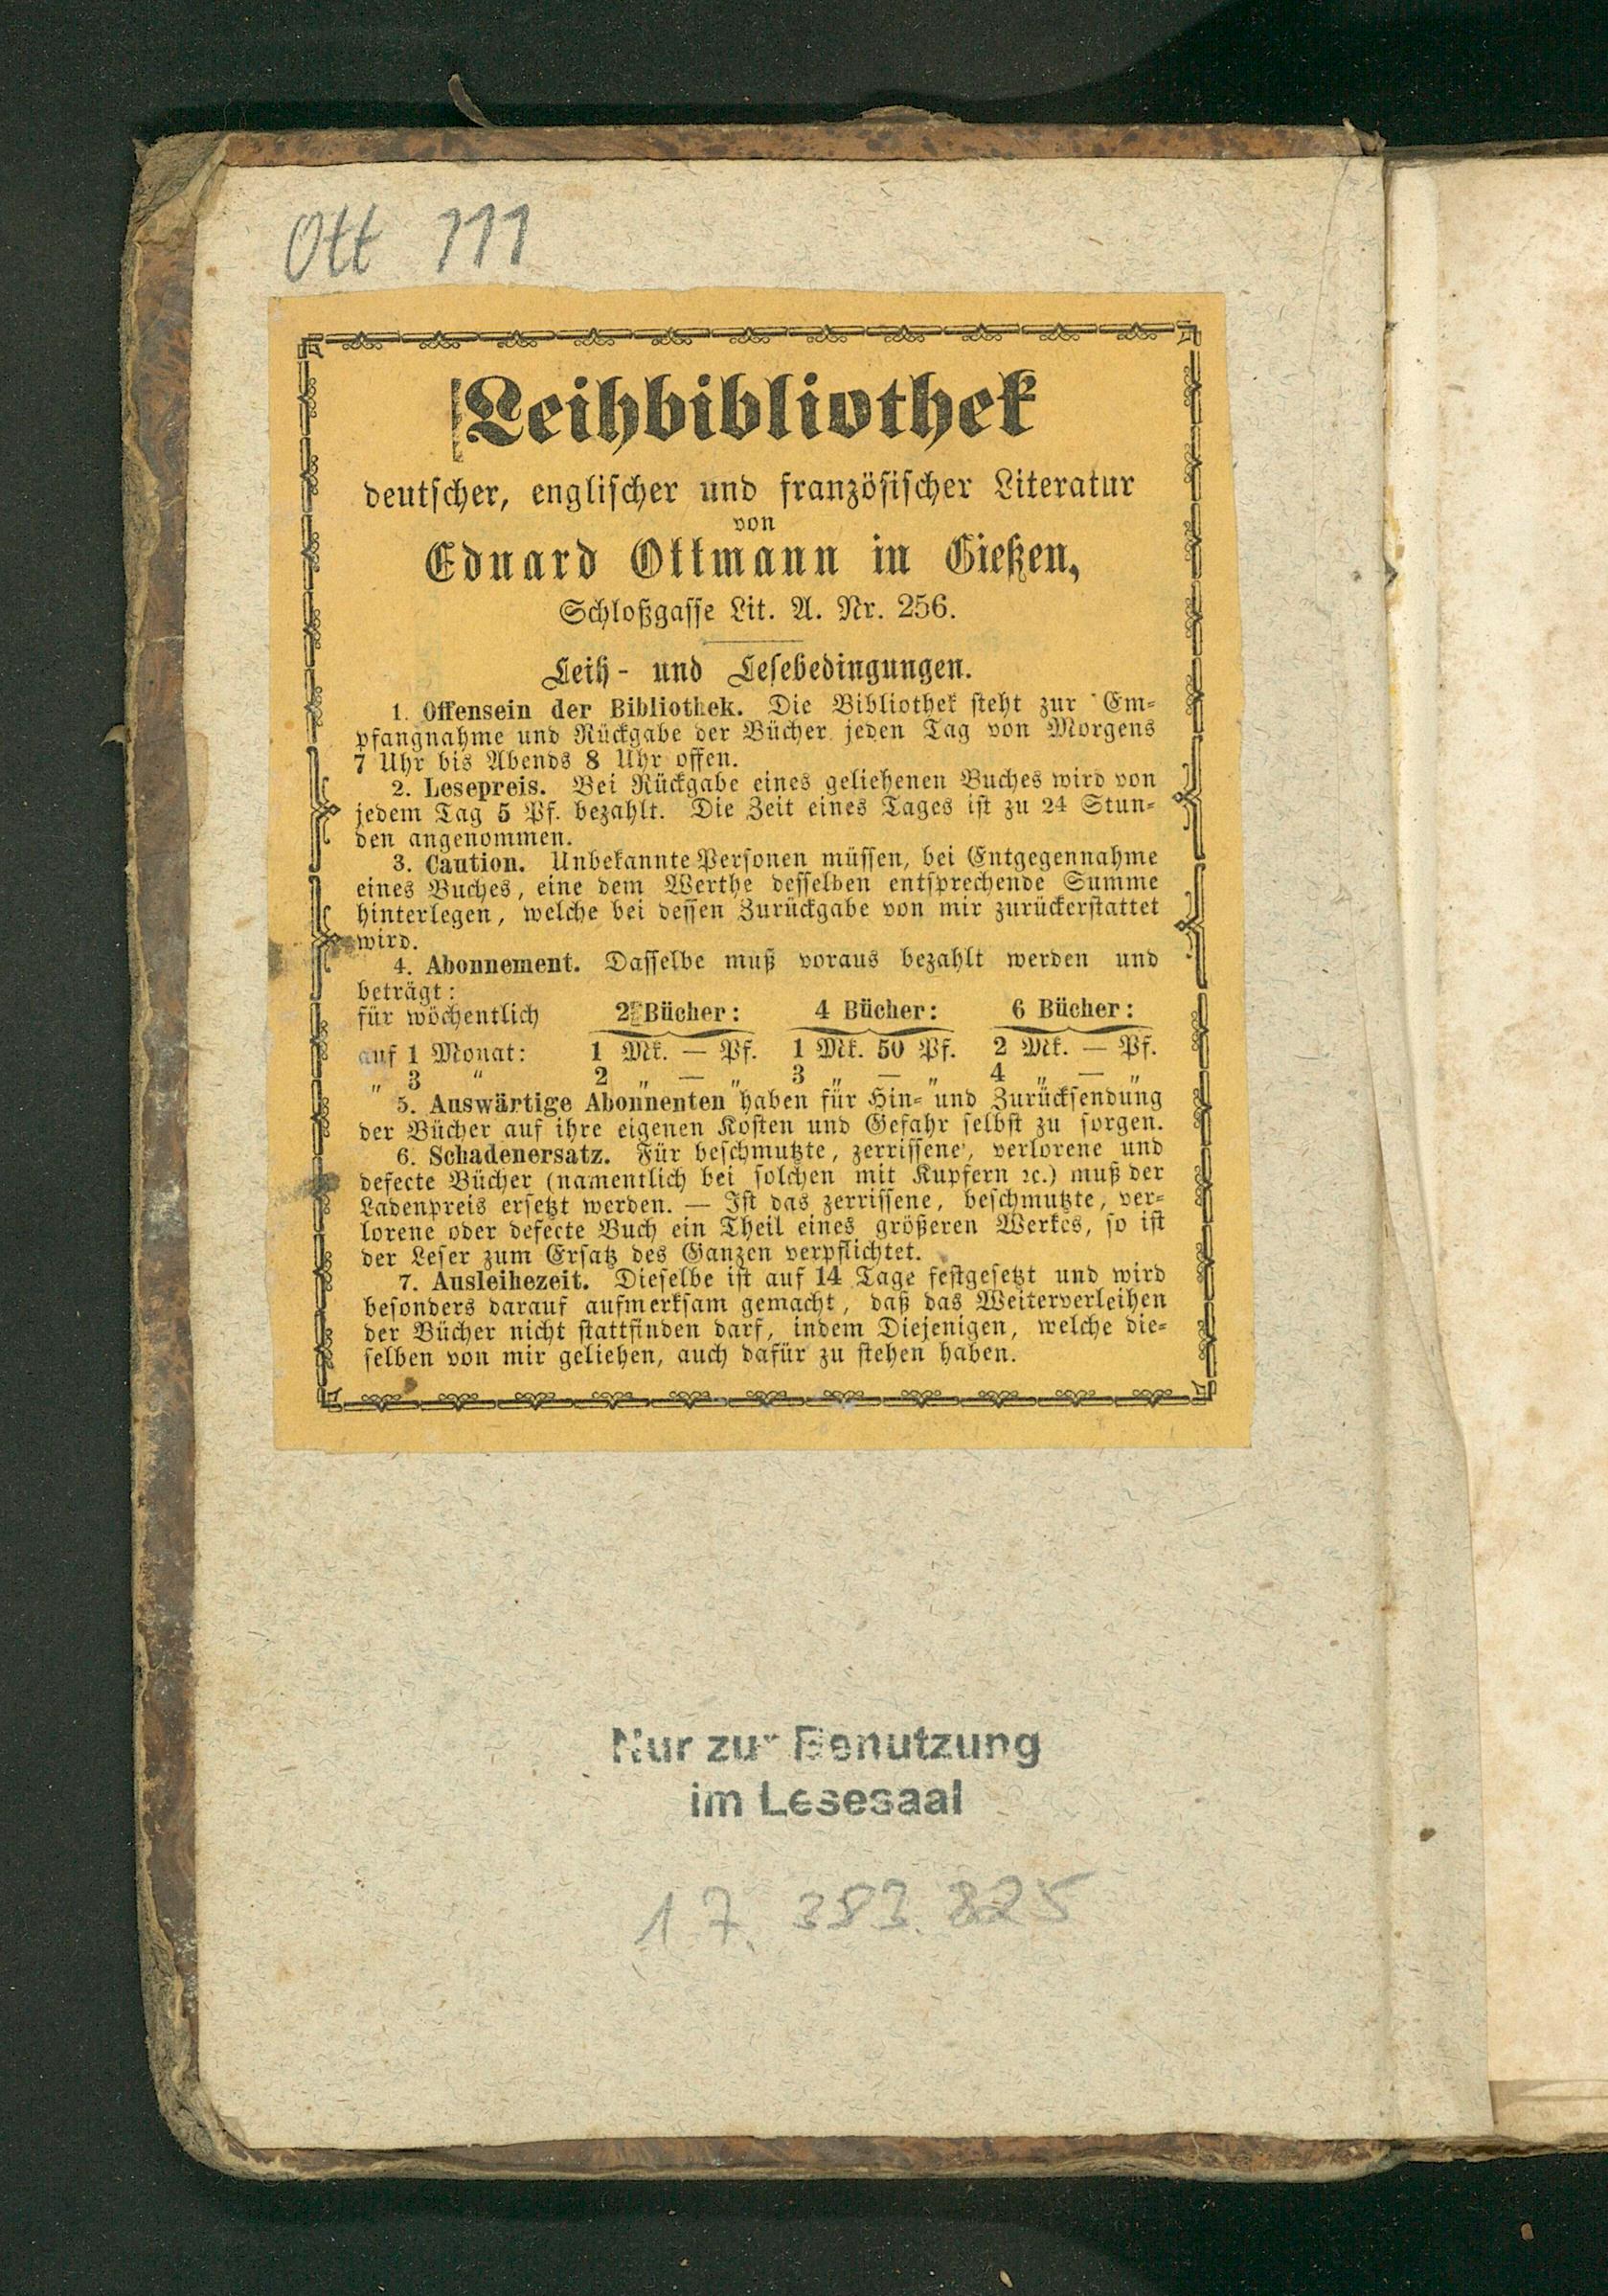 Ott 111
Leihbibliothek
deutscher, englischer und französischer Literatur
von
Eduard Ottmann in Gießen,
Schloßgasse Lit. A. Nr. 256.
Leih- und Lesebedingungen.
1. Offensein der Bibliothek. Die Bibliothek steht zur Em-
pfangnahme und Rückgabe der Bücher jeden Tag von Morgens
7 Uhr bis Abends 8 Uhr offen.
2. Lesepreis. Bei Rückgabe eines geliehenen Buches wird von
jedem Tag 5 Pf. bezahlt. Die Zeit eines Tages ist zu 24 Stun-
den angenommen.
3. Caution. Unbekannte Personen müssen, bei Entgegennahme
eines Buches, eine dem Werthe desselben entsprechende Summe
hinterlegen, welche bei dessen Zurückgabe von mir zurückerstattet
wird.
4. Abonnement. Dasselbe muß voraus bezahlt werden und
beträgt:
für wöchentlich 2 Bücher: 4 Bücher: 6 Bücher:
auf 1 Monat: 1 Mk. — Pf. 1 Mk. 50 Pf. 2 Mk. — Pf.
„ 3 „ 2 „ — „ 3 „ — „ 4 „ — „
5. Auswärtige Abonnenten haben für Hin- und Zurücksendung
der Bücher auf ihre eigenen Kosten und Gefahr selbst zu sorgen.
6. Schadenersatz. Für beschmutzte, zerrissene, verlorene und
defecte Bücher (namentlich bei solchen mit Kupfern ꝛc.) muß der
Ladenpreis ersetzt werden. — Ist das zerrissene, beschmutzte, ver-
lorene oder defecte Buch ein Theil eines größeren Werkes, so ist
der Leser zum Ersatz des Ganzen verpflichtet.
7. Ausleihezeit. Dieselbe ist auf 14 Tage festgesetzt und wird
besonders darauf aufmerksam gemacht, daß das Weiterverleihen
der Bücher nicht stattfinden darf, indem Diejenigen, welche die-
selben von mir geliehen, auch dafür zu stehen haben.
Nur zur Benutzung
im Lesesaal
17. 383. 825